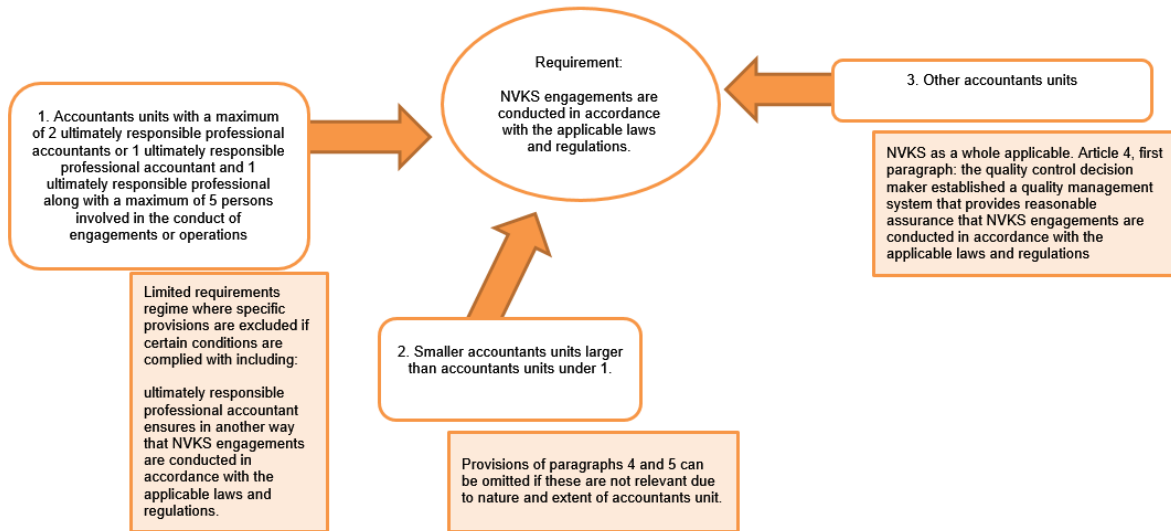 Requirement:
NVKS engagements are
conducted in accordance
with the applicable laws
and regulations.
1. Accountants units with a maximum
of 2 ultimately responsible professional
accountants or 1 ultimately responsible
professional accountant and 1
ultimately responsible professional
along with a maximum of 5 persons
involved in the conduct of
engagements or operations
Limited requirements
regime where specific
provisions are excluded if
certain conditions are
complied with including:
ultimately responsible
professional accountant
ensures in another way
that NVKS engagements
are conducted in
accordance with the
applicable laws and
regulations.
2. Smaller accountants units larger
than accountants units under 1.
Provisions of paragraphs 4 and 5 can
be omitted if these are not relevant due
to nature and extent of accountants unit.
3. Other accountants units
NVKS as a whole applicable. Article 4, first
paragraph: the quality control decision
maker established a quality management
system that provides reasonable
assurance that NVKS engagements are
conducted in accordance with the
applicable laws and regulations